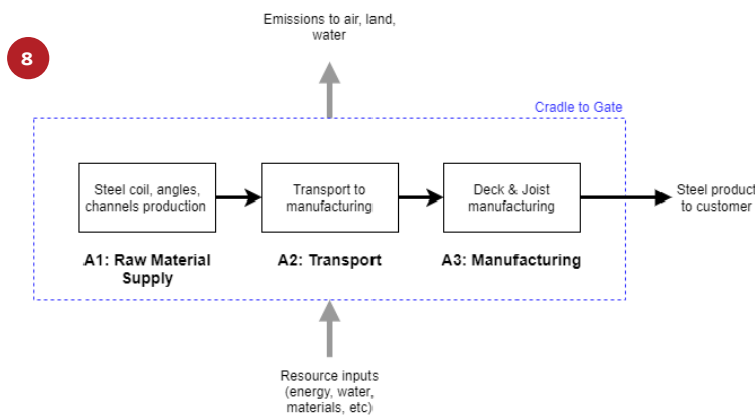 Emissions to air, land,
water
8
Cradle to Gate
Steel coil, angles,
channels production
Transport to
manufacturing
Deck & Joist
manufacturing
Steel product
to customer
A1: Raw Material
Supply
A2: Transport
A3: Manufacturing
Resource inputs
(energy, water,
materials, etc)